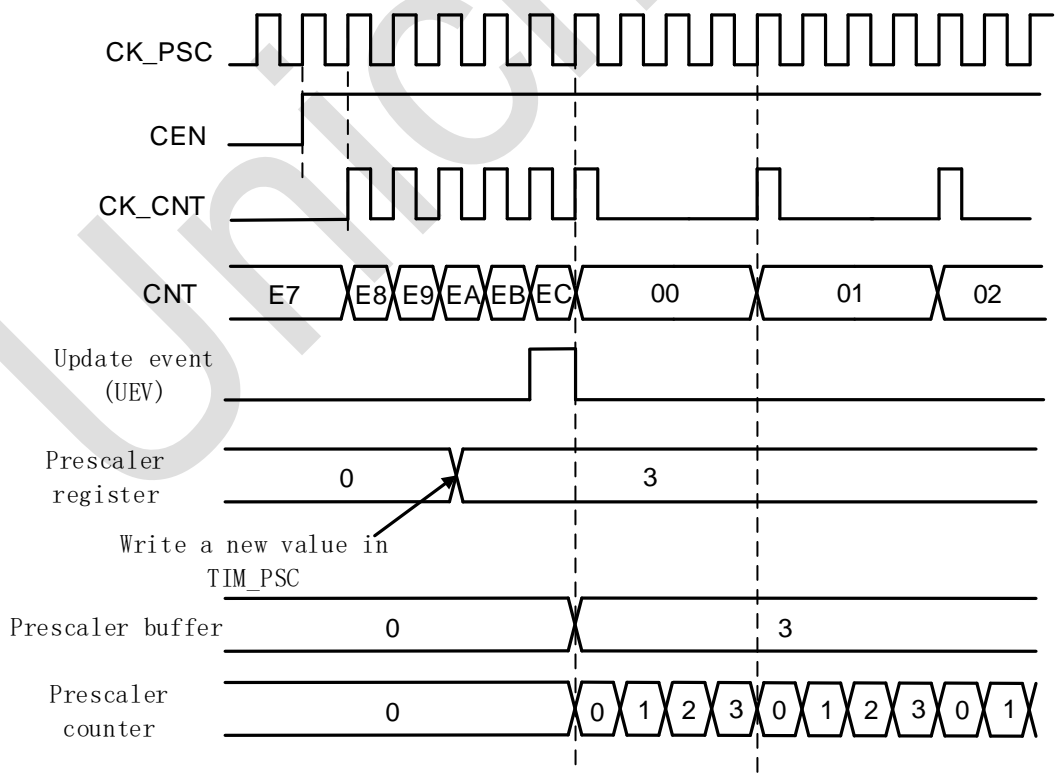 CK_PSC
CEN
CK_CNT
CNT E7 E8 E9 EA EB EC 00 01 02
Update event
(UEV)
Prescaler
register
0 3
Write a new value in
TIM_PSC
Prescaler buffer 0 3
Prescaler
counter
0 0 1 2 3 0 1 2 3 0 1